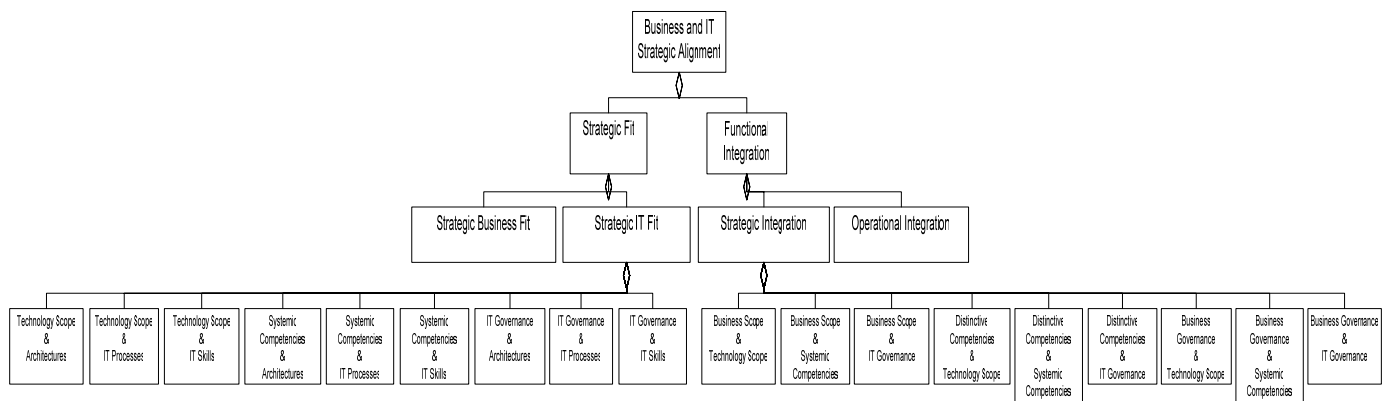 Business and IT
Strategic Alignment
Strategic Fit
Functional
Integration
Strategic Business Fit
Strategic IT Fit
Strategic Integration
Operational Integration
Technology Scope
&
Architectures
Technology Scope
&
IT Processes
Technology Scope
&
IT Skills
Systemic
Competencies
&
Architectures
Systemic
Competencies
&
IT Processes
Systemic
Competencies
&
IT Skills
IT Governance
&
Architectures
IT Governance
&
IT Processes
IT Governance
&
IT Skills
Business Scope
&
Technology Scope
Business Scope
&
Systemic
Competencies
Business Scope
&
IT Governance
Distinctive
Competencies
&
Technology Scope
Distinctive
Competencies
&
Systemic
Competencies
Distinctive
Competencies
&
IT Governance
Business
Governance
&
Technology Scope
Business
Governance
&
Systemic
Competencies
Business Governance
&
IT Governance